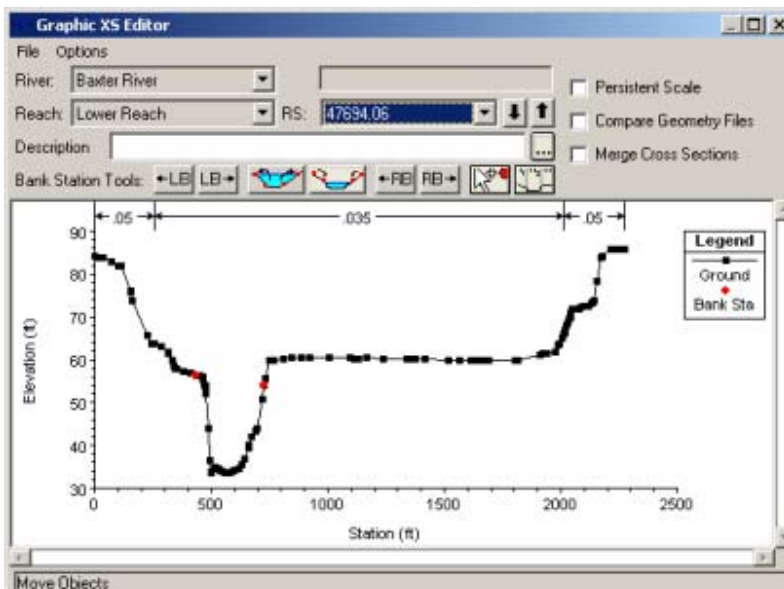 Graphic XS Editor
File Options
River: Baxter River
Persistent Scale
Reach: Lower Reach RS: 47694.06
Compare Geometry Files
Description ...
Merge Cross Sections
Bank Station Tools: ←LB LB→ ←RB RB→
.05 .035 .05
Legend
Ground
Bank Sta
Elevation (ft)
90
80
70
60
50
40
30
0 500 1000 1500 2000 2500
Station (ft)
Move Objects